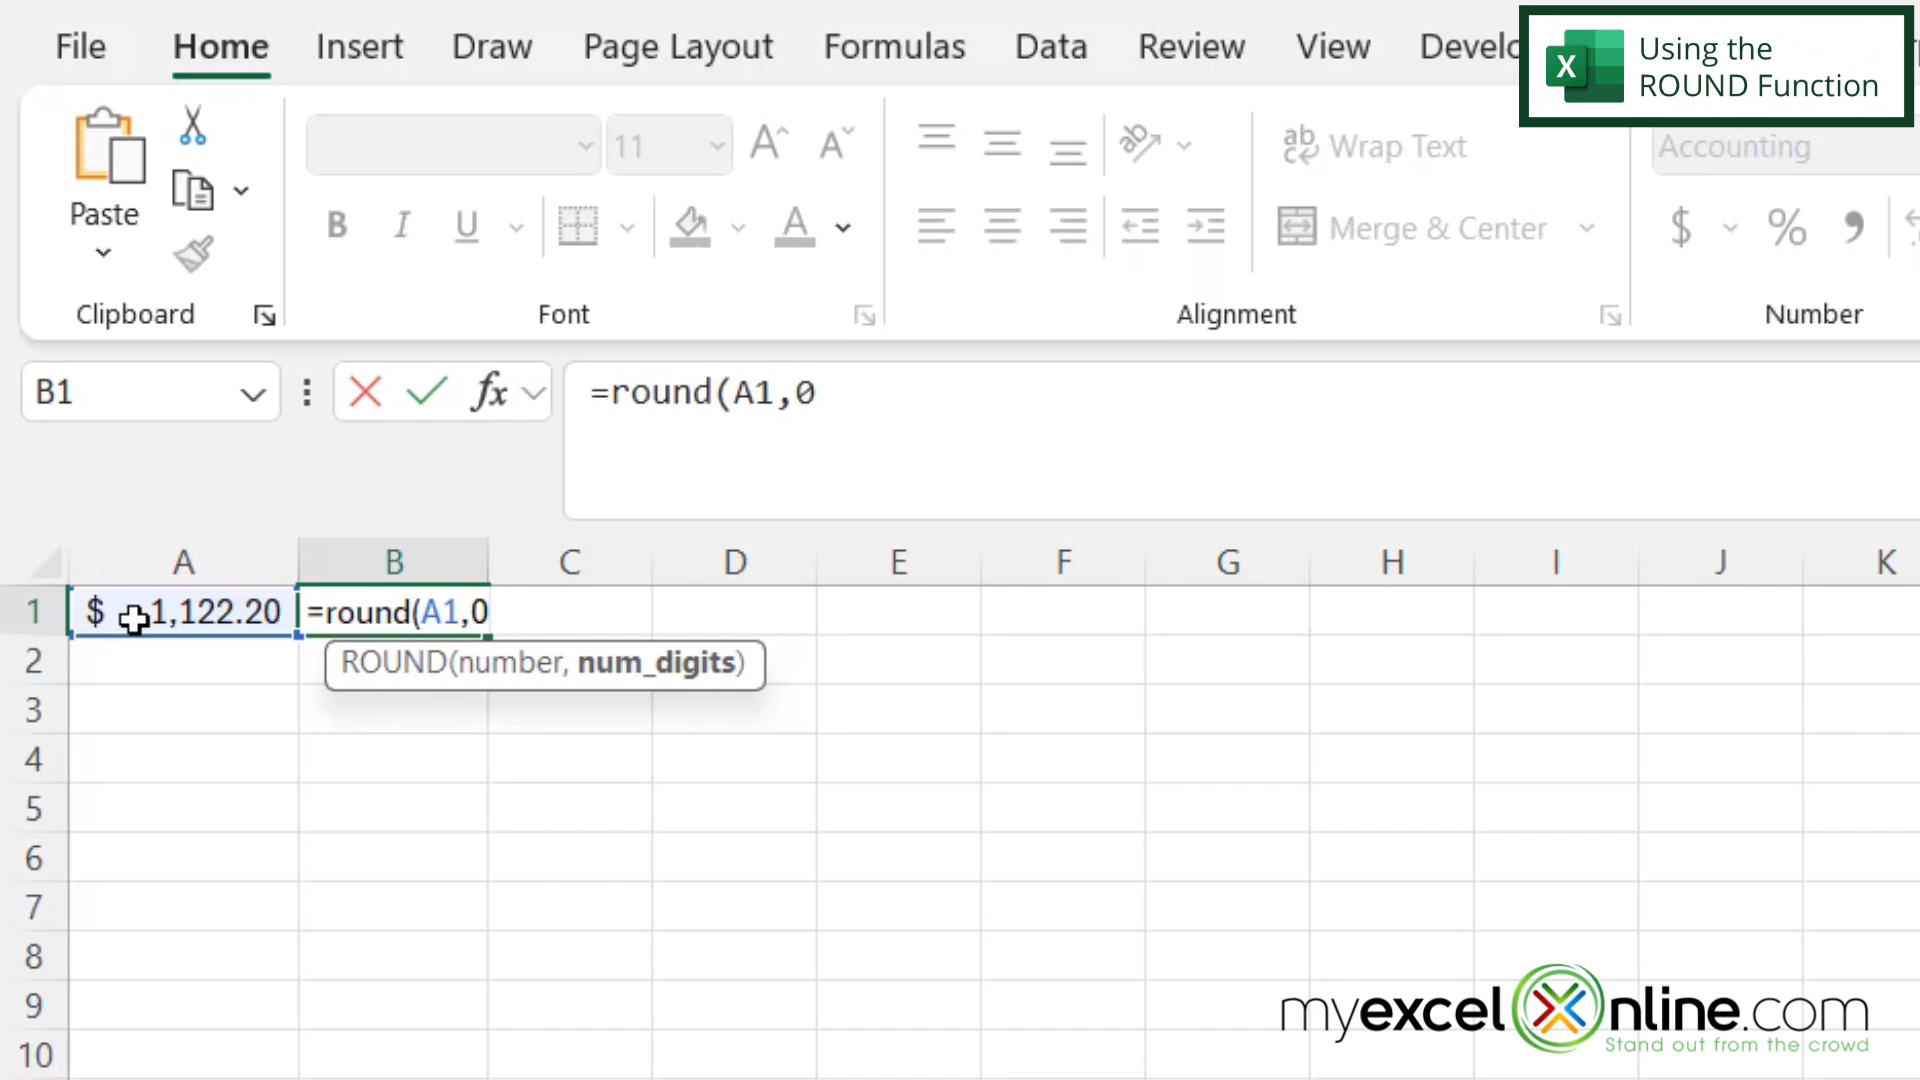 File Home Insert Draw Page Layout Formulas Data Review View Develo
Using the
ROUND Function
Paste
11
A A
ab
Wrap Text
Accounting
B I U A
Merge & Center
$ % ,
Clipboard Font Alignment Number
B1
fx
=round(A1,0
A B C D E F G H I J K
1 $ 1,122.20 =round(A1,0
2 ROUND(number, num_digits)
3
4
5
6
7
8
9
10
myexcelonline.com
Stand out from the crowd